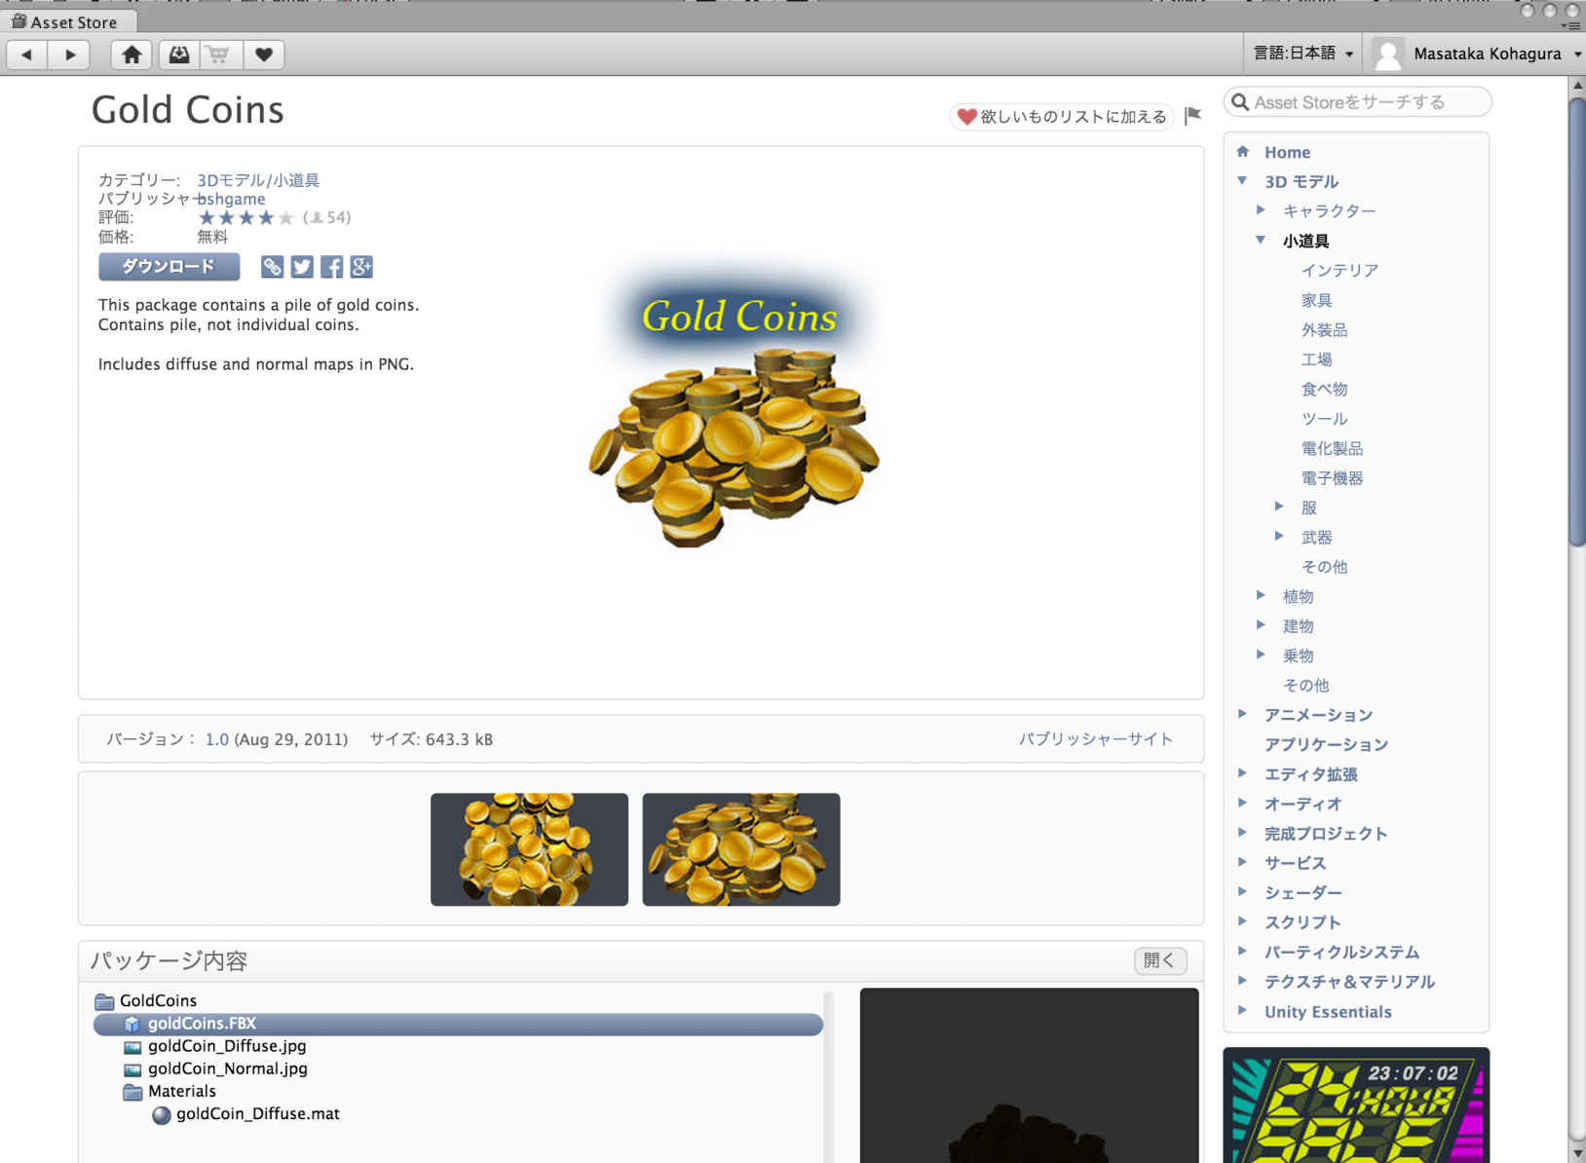 Asset Store
言語:日本語
Masataka Kohagura
Gold Coins
欲しいものリストに加える
Asset Storeをサーチする
カテゴリー: 3Dモデル/小道具
パブリッシャー bshgame
評価: ★★★★★ (54)
価格: 無料
ダウンロード
This package contains a pile of gold coins.
Contains pile, not individual coins.
Includes diffuse and normal maps in PNG.
Gold Coins
バージョン： 1.0 (Aug 29, 2011) サイズ: 643.3 kB
パブリッシャーサイト
パッケージ内容
開く
GoldCoins
goldCoins.FBX
goldCoin_Diffuse.jpg
goldCoin_Normal.jpg
Materials
goldCoin_Diffuse.mat
Home
3D モデル
キャラクター
小道具
インテリア
家具
外装品
工場
食べ物
ツール
電化製品
電子機器
服
武器
その他
植物
建物
乗物
その他
アニメーション
アプリケーション
エディタ拡張
オーディオ
完成プロジェクト
サービス
シェーダー
スクリプト
パーティクルシステム
テクスチャ＆マテリアル
Unity Essentials
23:07:02
24 HOUR
SALE